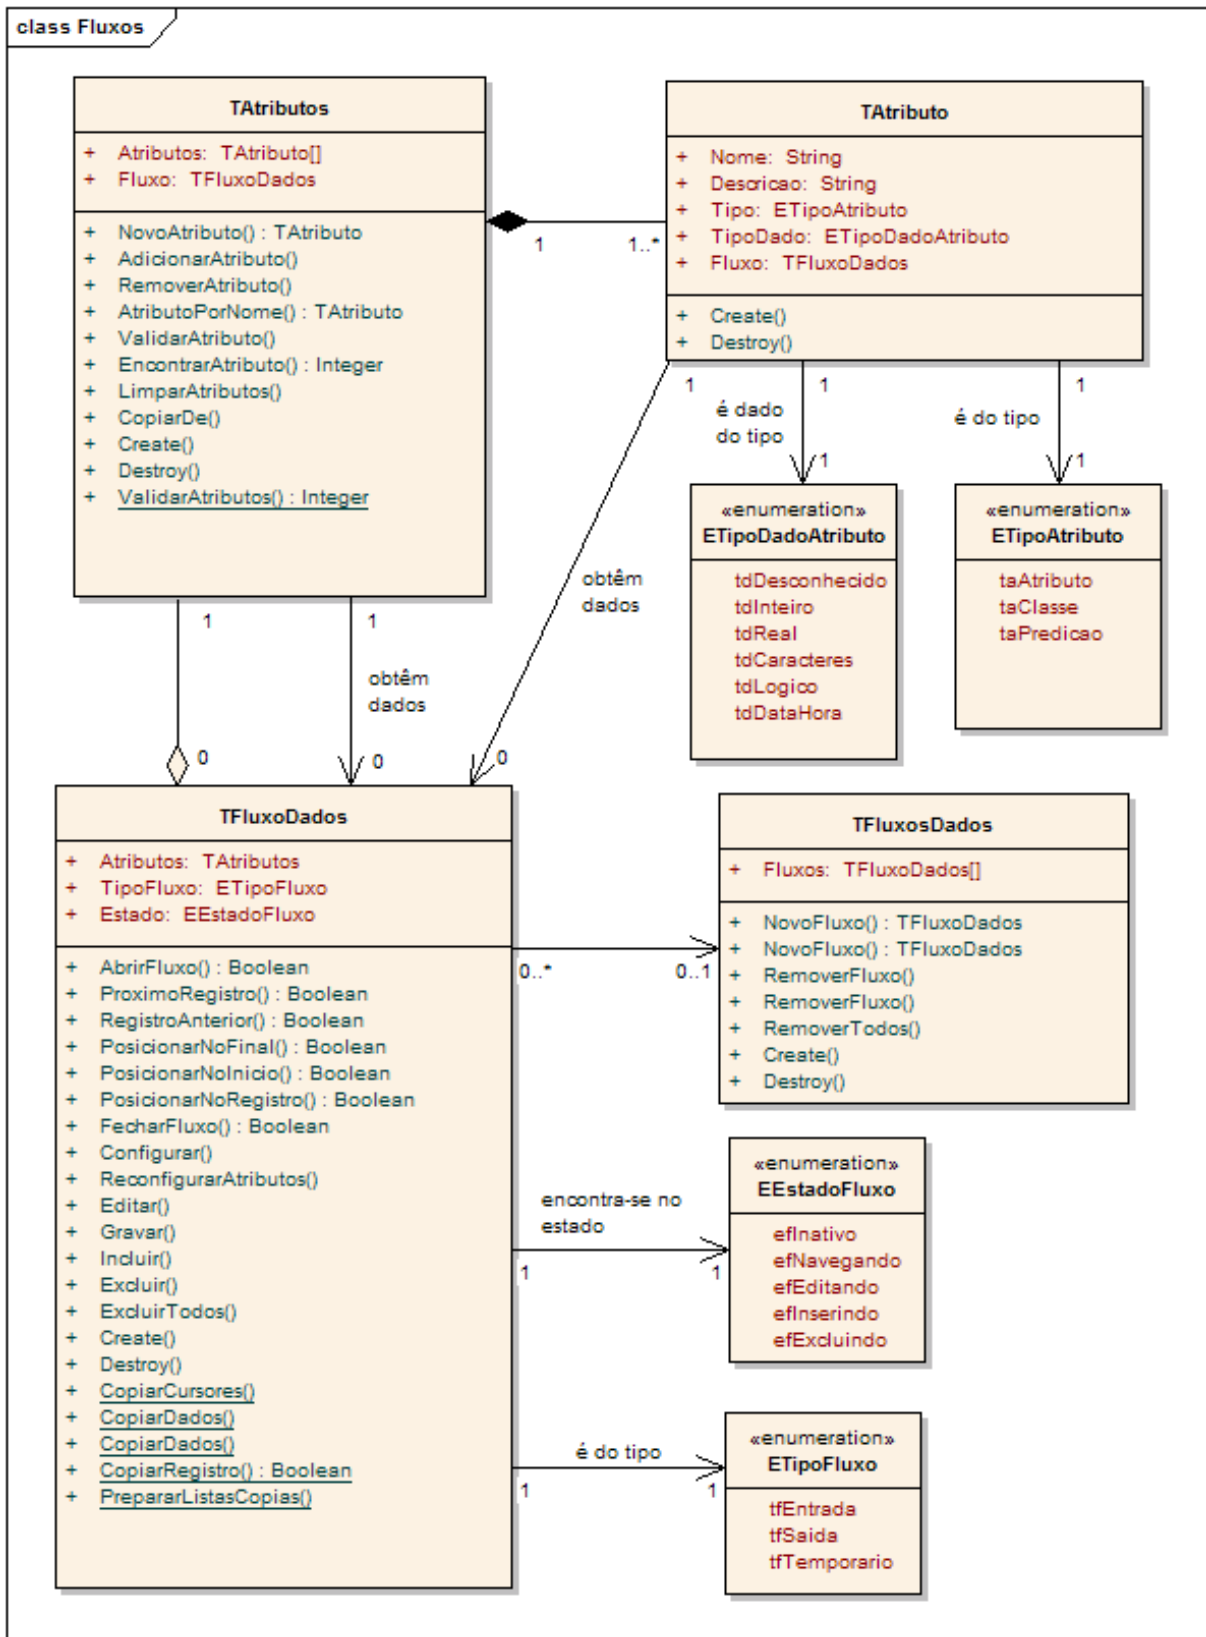 class Fluxos
TAtributos
+ Atributos: TAtributo[]
+ Fluxo: TFluxoDados
+ NovoAtributo() : TAtributo
+ AdicionarAtributo()
+ RemoverAtributo()
+ AtributoPorNome() : TAtributo
+ ValidarAtributo()
+ EncontrarAtributo() : Integer
+ LimparAtributos()
+ CopiarDe()
+ Create()
+ Destroy()
+ ValidarAtributos() : Integer
1
1..*
TAtributo
+ Nome: String
+ Descricao: String
+ Tipo: ETipoAtributo
+ TipoDado: ETipoDadoAtributo
+ Fluxo: TFluxoDados
+ Create()
+ Destroy()
1
1
1
é dado
do tipo
é do tipo
1
1
«enumeration»
ETipoDadoAtributo
tdDesconhecido
tdInteiro
tdReal
tdCaracteres
tdLogico
tdDataHora
«enumeration»
ETipoAtributo
taAtributo
taClasse
taPredicao
obtêm
dados
1
1
obtêm
dados
0
0
0
TFluxoDados
+ Atributos: TAtributos
+ TipoFluxo: ETipoFluxo
+ Estado: EEstadoFluxo
+ AbrirFluxo() : Boolean
+ ProximoRegistro() : Boolean
+ RegistroAnterior() : Boolean
+ PosicionarNoFinal() : Boolean
+ PosicionarNoInicio() : Boolean
+ PosicionarNoRegistro() : Boolean
+ FecharFluxo() : Boolean
+ Configurar()
+ ReconfigurarAtributos()
+ Editar()
+ Gravar()
+ Incluir()
+ Excluir()
+ ExcluirTodos()
+ Create()
+ Destroy()
+ CopiarCursores()
+ CopiarDados()
+ CopiarDados()
+ CopiarRegistro() : Boolean
+ PrepararListasCopias()
0..*
0..1
TFluxosDados
+ Fluxos: TFluxoDados[]
+ NovoFluxo() : TFluxoDados
+ NovoFluxo() : TFluxoDados
+ RemoverFluxo()
+ RemoverFluxo()
+ RemoverTodos()
+ Create()
+ Destroy()
encontra-se no
estado
1
1
«enumeration»
EEstadoFluxo
efInativo
efNavegando
efEditando
efInserindo
efExcluindo
é do tipo
1
1
«enumeration»
ETipoFluxo
tfEntrada
tfSaida
tfTemporario